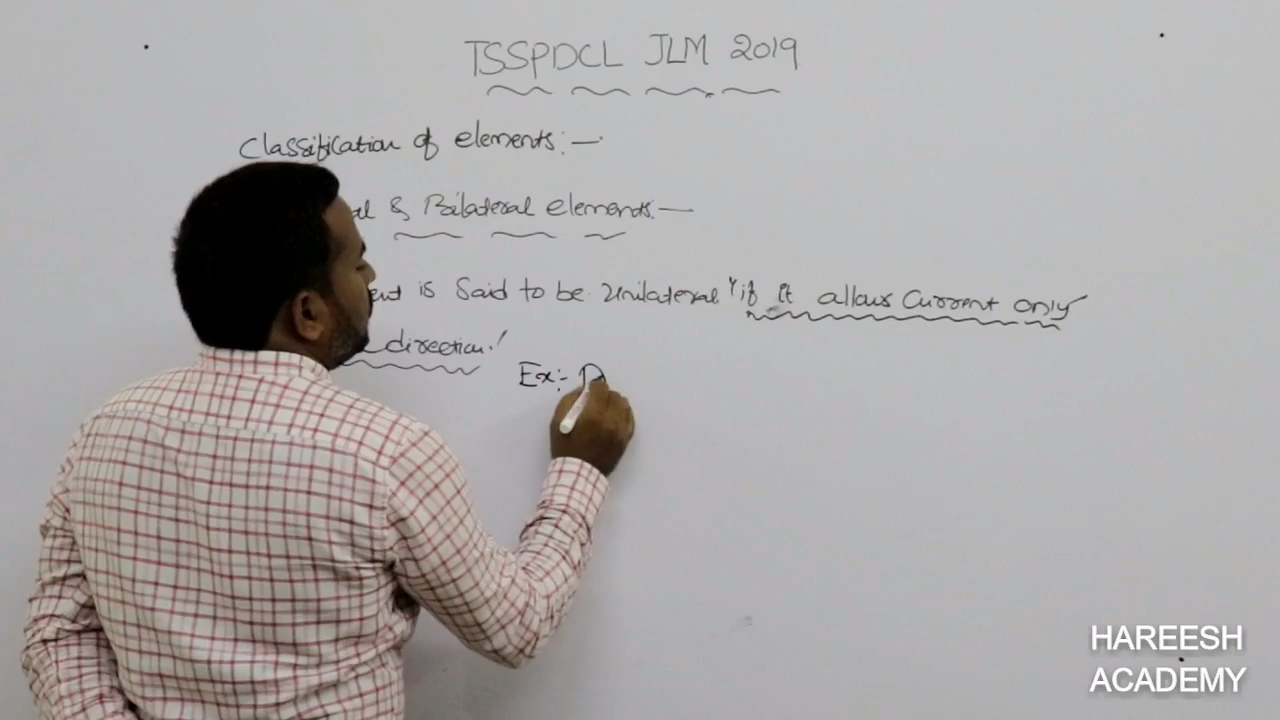 TSSPDCL JLM 2019
Classification of elements:—
& Bilateral elements:—
is said to be Unilateral "if it allows current only
direction."
Ex:- D
HAREESH
ACADEMY